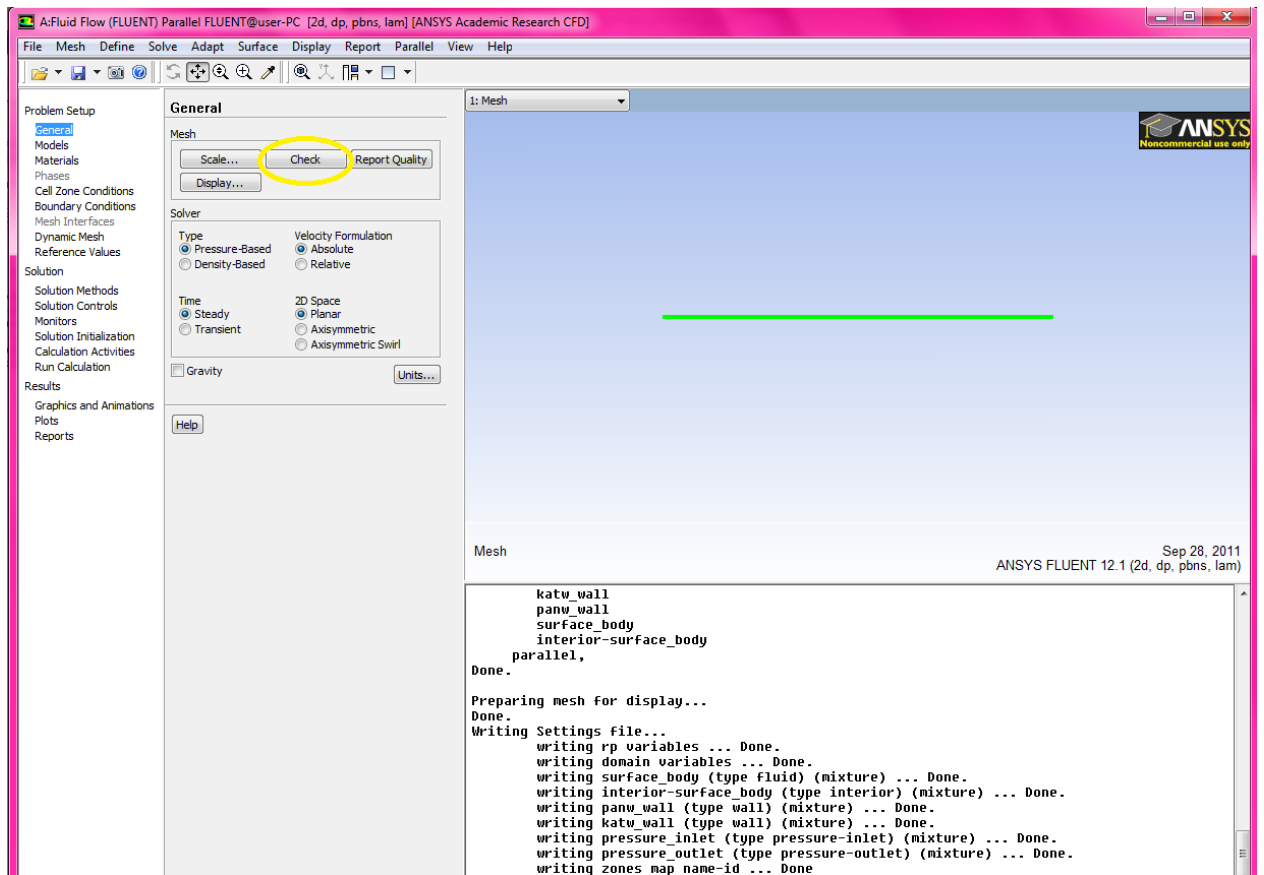 A:Fluid Flow (FLUENT) Parallel FLUENT@user-PC [2d, dp, pbns, lam] [ANSYS Academic Research CFD]
File Mesh Define Solve Adapt Surface Display Report Parallel View Help
Problem Setup
General
Models
Materials
Phases
Cell Zone Conditions
Boundary Conditions
Mesh Interfaces
Dynamic Mesh
Reference Values
Solution
Solution Methods
Solution Controls
Monitors
Solution Initialization
Calculation Activities
Run Calculation
Results
Graphics and Animations
Plots
Reports
General
Mesh
Scale... Check Report Quality
Display...
Solver
Type Velocity Formulation
Pressure-Based Absolute
Density-Based Relative
Time 2D Space
Steady Planar
Transient Axisymmetric
Axisymmetric Swirl
Gravity Units...
Help
1: Mesh
ANSYS
Noncommercial use only
Mesh Sep 28, 2011
ANSYS FLUENT 12.1 (2d, dp, pbns, lam)
katw_wall
panw_wall
surface_body
interior-surface_body
parallel,
Done.
Preparing mesh for display...
Done.
Writing Settings file...
writing rp variables ... Done.
writing domain variables ... Done.
writing surface_body (type fluid) (mixture) ... Done.
writing interior-surface_body (type interior) (mixture) ... Done.
writing panw_wall (type wall) (mixture) ... Done.
writing katw_wall (type wall) (mixture) ... Done.
writing pressure_inlet (type pressure-inlet) (mixture) ... Done.
writing pressure_outlet (type pressure-outlet) (mixture) ... Done.
writing zones map name-id ... Done